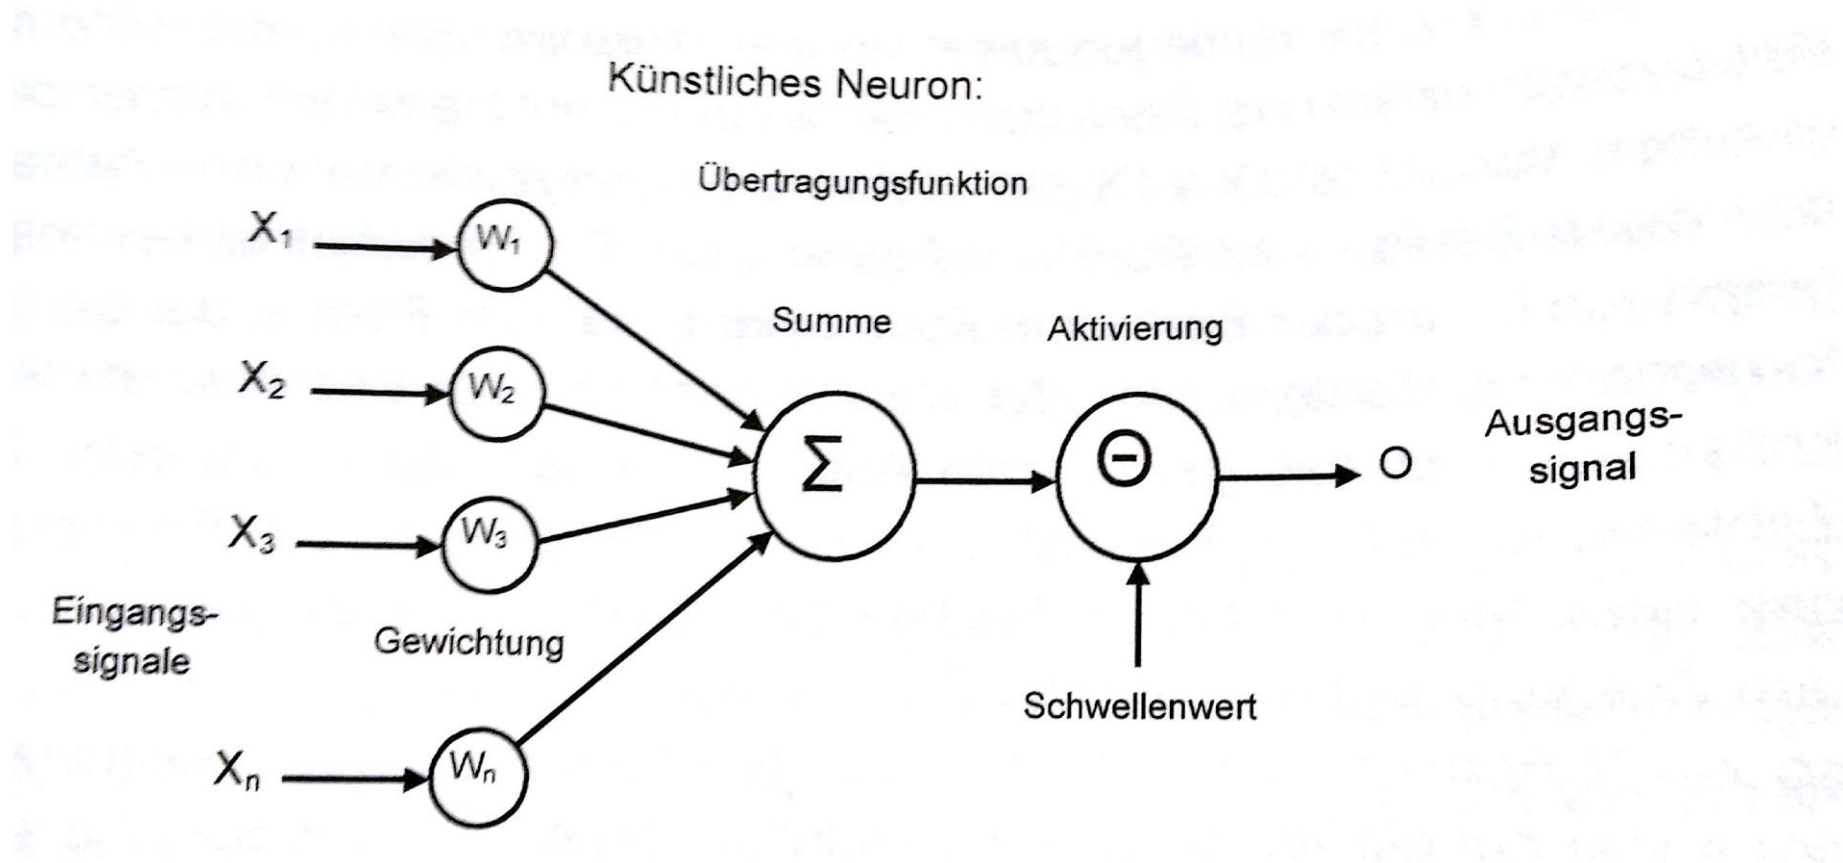 Künstliches Neuron:
Übertragungsfunktion
X₁
W₁
Summe
Aktivierung
X₂
W₂
Σ
Θ
O
Ausgangs-
signal
X₃
W₃
Eingangs-
signale
Gewichtung
Schwellenwert
Xₙ
Wₙ